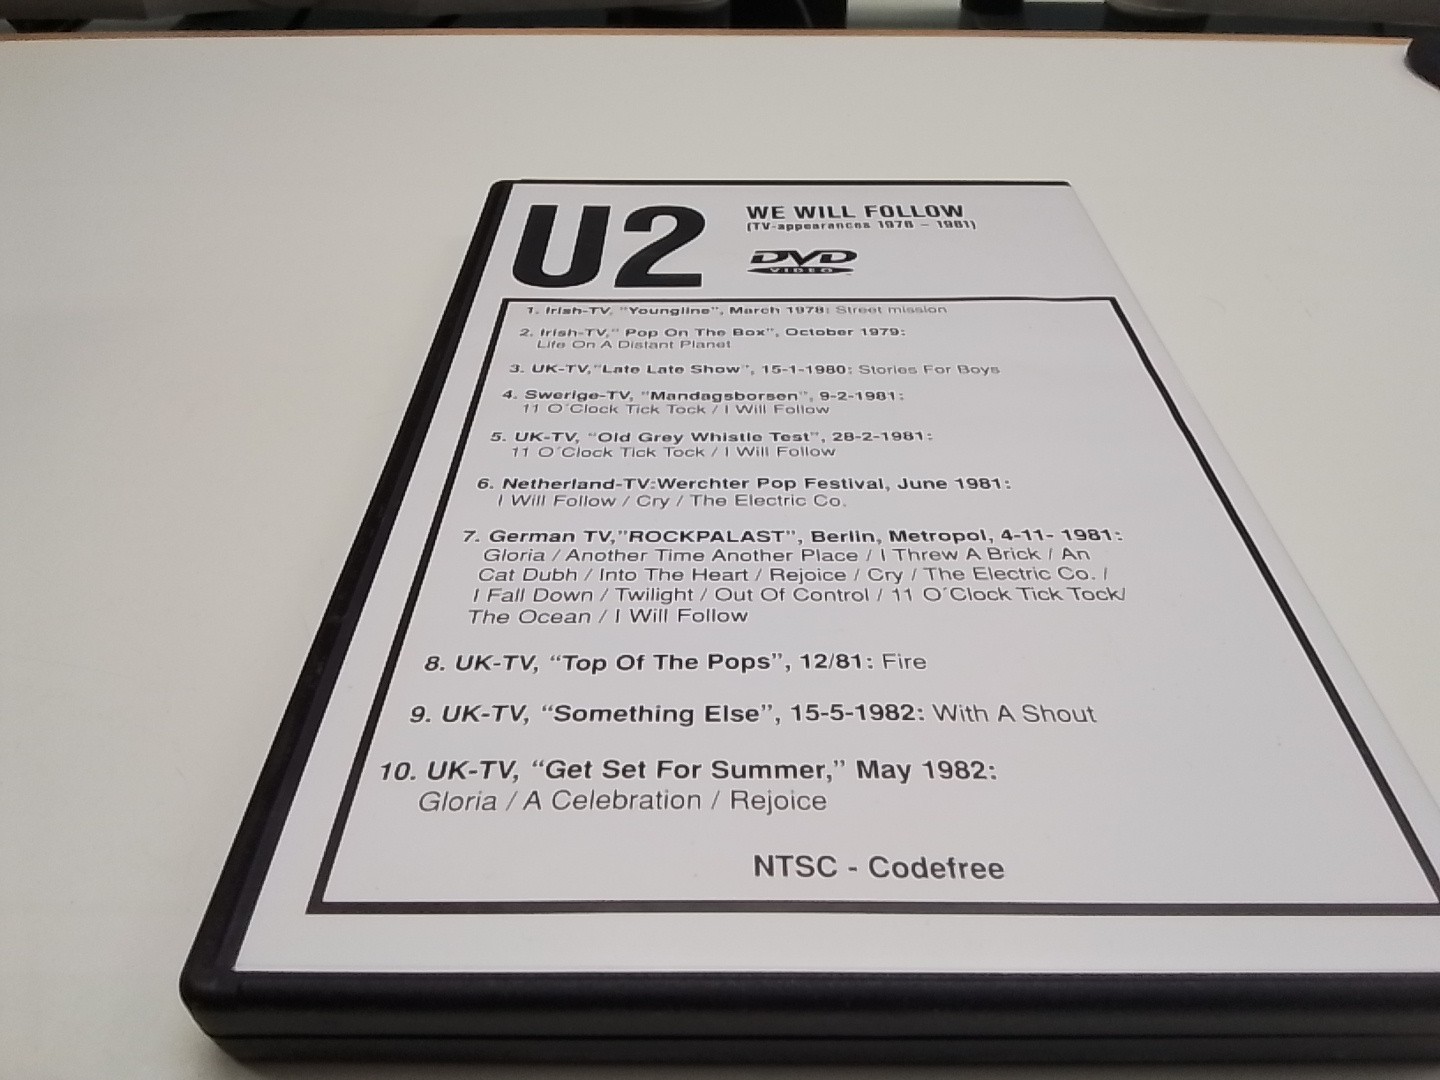 U2
WE WILL FOLLOW
(TV-appearances 1978 – 1981)
DVD
VIDEO
1. Irish-TV, "Youngline", March 1978: Street mission
2. Irish-TV," Pop On The Box", October 1979:
Life On A Distant Planet
3. UK-TV,"Late Late Show", 15-1-1980: Stories For Boys
4. Swerige-TV, "Mandagsborsen", 9-2-1981:
11 O´Clock Tick Tock / I Will Follow
5. UK-TV, "Old Grey Whistle Test", 28-2-1981:
11 O´Clock Tick Tock / I Will Follow
6. Netherland-TV:Werchter Pop Festival, June 1981:
I Will Follow / Cry / The Electric Co.
7. German TV,"ROCKPALAST", Berlin, Metropol, 4-11- 1981:
Gloria / Another Time Another Place / I Threw A Brick / An
Cat Dubh / Into The Heart / Rejoice / Cry / The Electric Co. /
I Fall Down / Twilight / Out Of Control / 11 O´Clock Tick Tock/
The Ocean / I Will Follow
8. UK-TV, “Top Of The Pops”, 12/81: Fire
9. UK-TV, “Something Else”, 15-5-1982: With A Shout
10. UK-TV, “Get Set For Summer,” May 1982:
Gloria / A Celebration / Rejoice
NTSC - Codefree